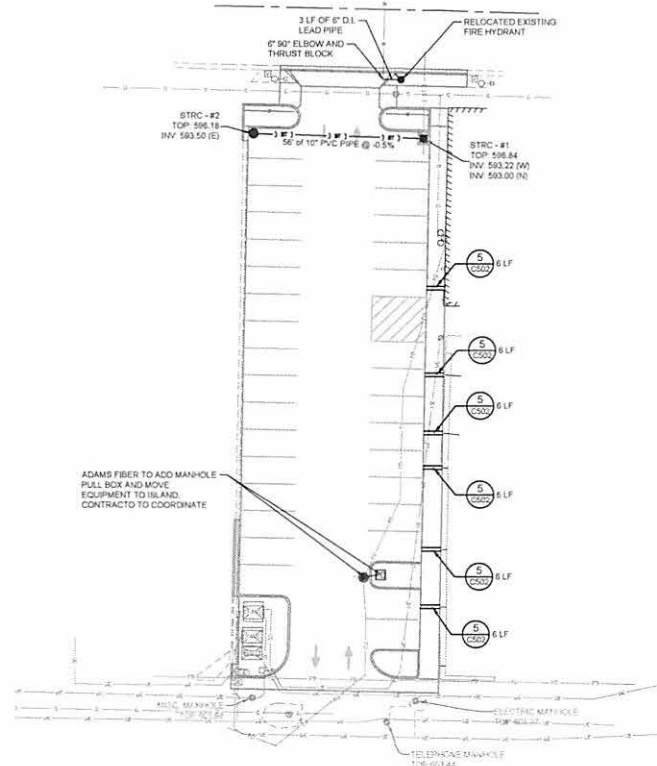 3 LF OF 6" D.I.
LEAD PIPE
RELOCATED EXISTING
FIRE HYDRANT
6" 90° ELBOW AND
THRUST BLOCK
STRC - #2
TOP: 596.18
INV: 593.50 (E)
56' of 10" PVC PIPE @ -0.5%
STRC - #1
TOP: 596.84
INV: 593.22 (W)
INV: 593.00 (N)
5
C502
6 LF
5
C502
6 LF
5
C502
6 LF
5
C502
6 LF
5
C502
6 LF
5
C502
6 LF
ADAMS FIBER TO ADD MANHOLE
PULL BOX AND MOVE
EQUIPMENT TO ISLAND.
CONTRACTO TO COORDINATE
MISC. MANHOLE
ELECTRIC MANHOLE
TELEPHONE MANHOLE